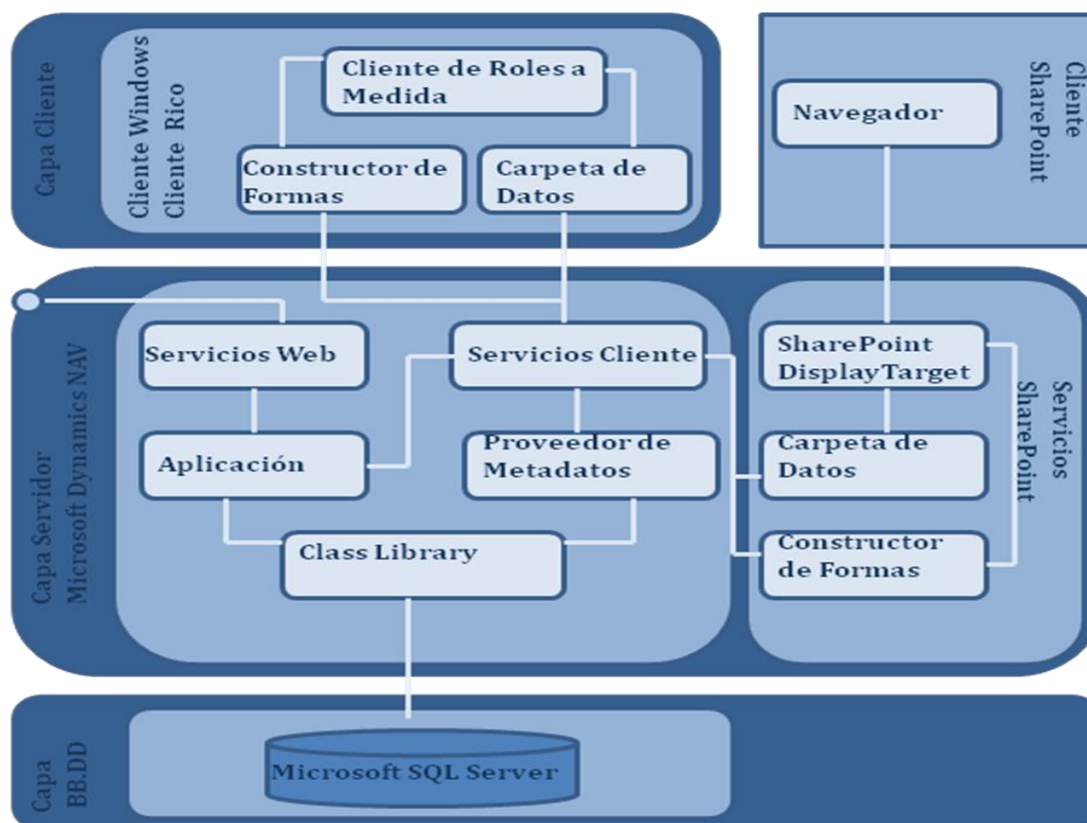 Capa Cliente
Cliente Windows
Cliente Rico
Cliente de Roles a
Medida
Constructor de
Formas
Carpeta de
Datos
Navegador
Cliente
SharePoint
Capa Servidor
Microsoft Dynamics NAV
Servicios Web
Servicios Cliente
Aplicación
Proveedor de
Metadatos
Class Library
SharePoint
DisplayTarget
Carpeta de
Datos
Constructor
de Formas
Servicios
SharePoint
Capa
BB.DD
Microsoft SQL Server